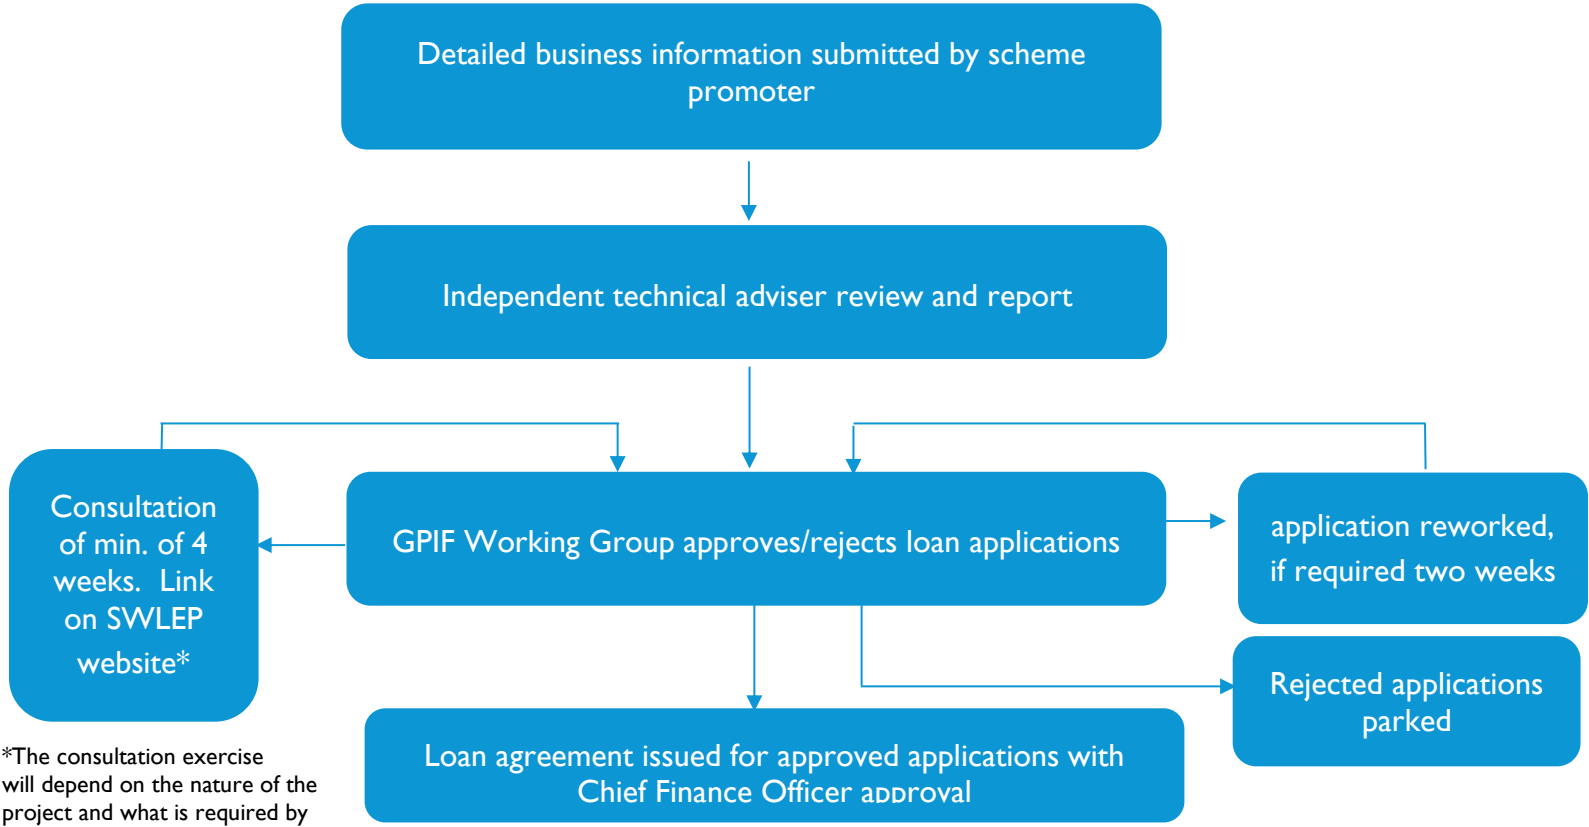 Detailed business information submitted by scheme
promoter
Independent technical adviser review and report
Consultation
of min. of 4
weeks. Link
on SWLEP
website*
GPIF Working Group approves/rejects loan applications
application reworked,
if required two weeks
Rejected applications
parked
Loan agreement issued for approved applications with
Chief Finance Officer approval
*The consultation exercise
will depend on the nature of the
project and what is required by